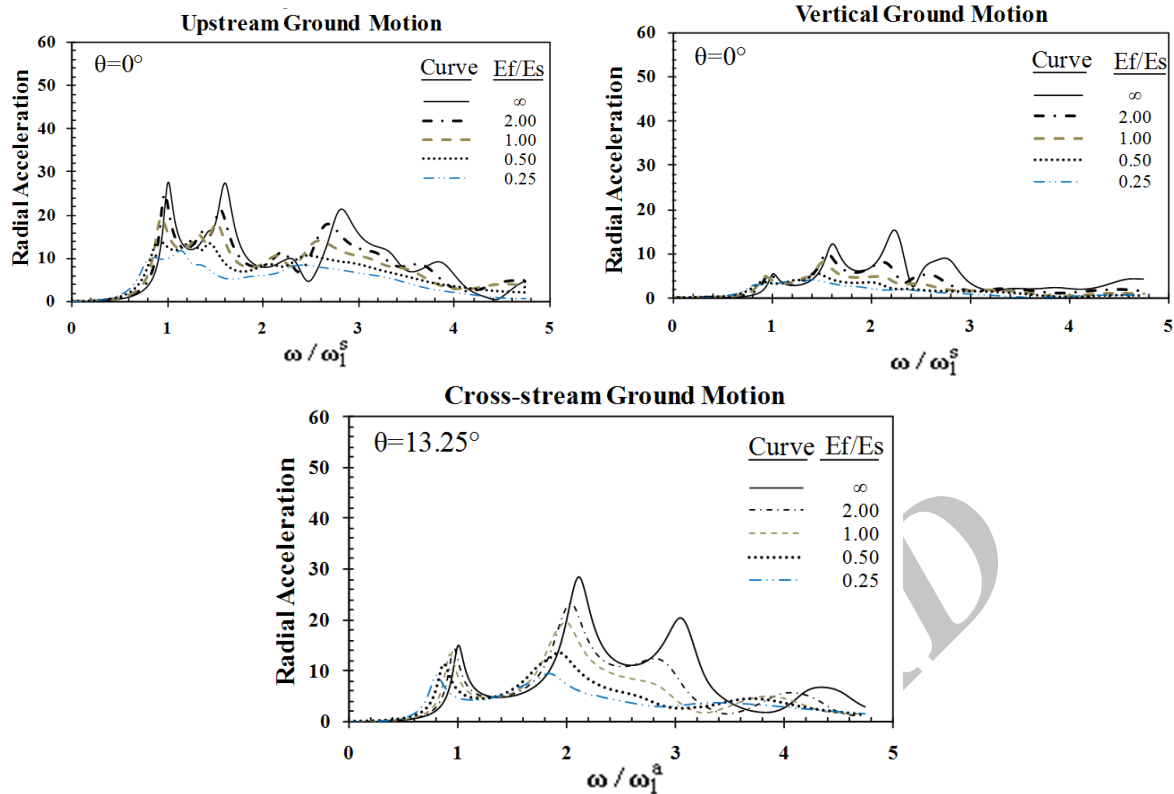 Upstream Ground Motion
60
50
40
30
20
10
0
Radial Acceleration
θ=0°
Curve Ef/Es
∞
2.00
1.00
0.50
0.25
0 1 2 3 4 5
ω / ω₁ˢ
Vertical Ground Motion
60
50
40
30
20
10
0
Radial Acceleration
θ=0°
Curve Ef/Es
∞
2.00
1.00
0.50
0.25
0 1 2 3 4 5
ω / ω₁ˢ
Cross-stream Ground Motion
60
50
40
30
20
10
0
Radial Acceleration
θ=13.25°
Curve Ef/Es
∞
2.00
1.00
0.50
0.25
0 1 2 3 4 5
ω / ω₁ᵃ